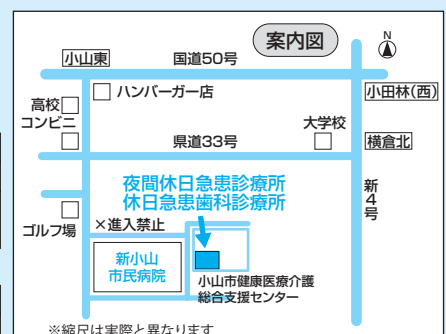 案内図
N
小山東
国道50号
ハンバーガー店
小田林(西)
高校
コンビニ
大学校
県道33号
横倉北
夜間休日急患診療所
休日急患歯科診療所
新4号
ゴルフ場
×進入禁止
新小山
市民病院
小山市健康医療介護
総合支援センター
※縮尺は実際と異なります